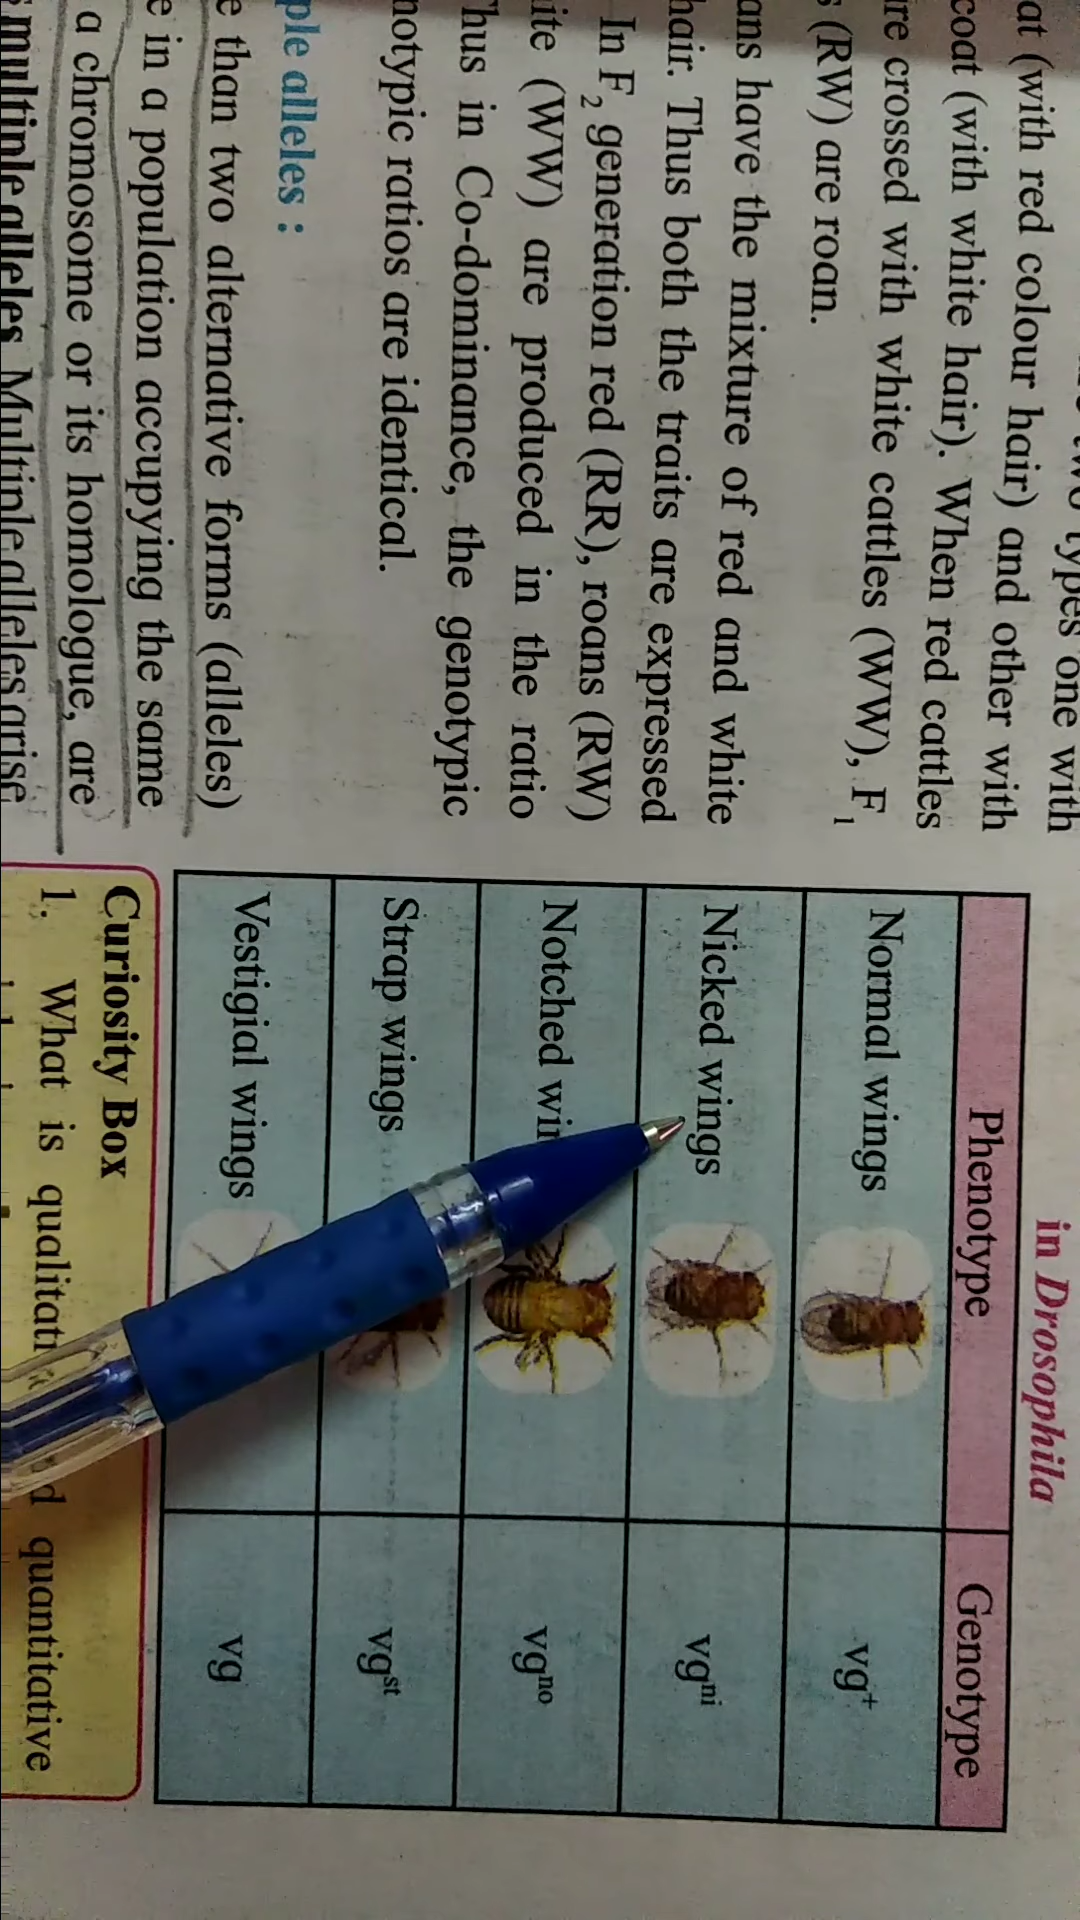 types one with
at (with red colour hair) and other with
coat (with white hair). When red cattles
re crossed with white cattles (WW), F₁
(RW) are roan.
ans have the mixture of red and white
hair. Thus both the traits are expressed
In F₂ generation red (RR), roans (RW)
ite (WW) are produced in the ratio
hus in Co-dominance, the genotypic
notypic ratios are identical.
ple alleles :
e than two alternative forms (alleles)
e in a population accupying the same
a chromosome or its homologue, are
multiple alleles. Multiple alleles arise
in Drosophila
Phenotype Genotype
Normal wings vg⁺
Nicked wings vgⁿⁱ
Notched wi vgⁿᵒ
Strap wings vgˢᵗ
Vestigial wings vg
Curiosity Box
1. What is qualitati d quantitative